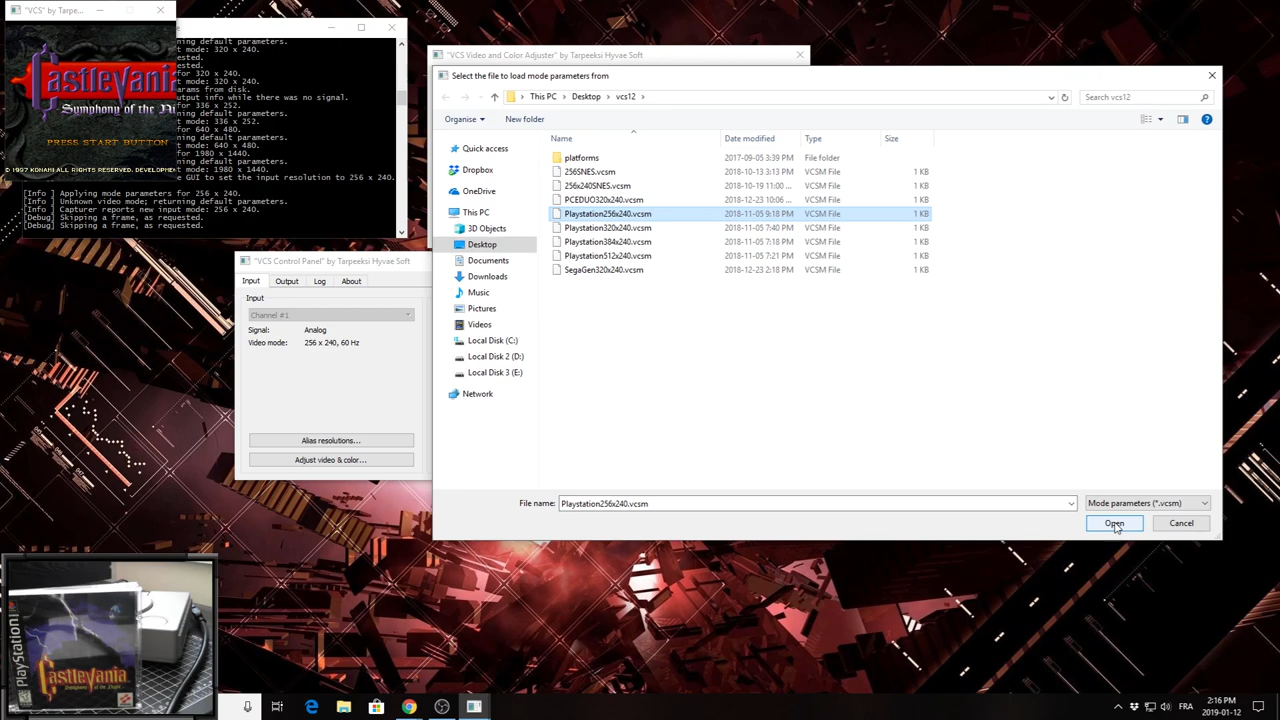 "VCS" by Tarpe...
Castlevania
Symphony of the Ni
PRESS START BUTTON
© 1997 KONAMI ALL RIGHTS RESERVED. DEVELOPMEN
ning default parameters.
t mode: 320 x 240.
ested.
for 320 x 240.
t mode: 320 x 240.
rams from disk.
utput info while there was no signal.
for 336 x 252.
ning default parameters.
t mode: 336 x 252.
for 640 x 480.
ning default parameters.
t mode: 640 x 480.
for 1980 x 1440.
ning default parameters.
t mode: 1980 x 1440.
e GUI to set the input resolution to 256 x 240.
[Info ] Applying mode parameters for 256 x 240.
[Info ] Unknown video mode; returning default parameters.
[Info ] Capturer reports new input mode: 256 x 240.
[Debug] Skipping a frame, as requested.
[Debug] Skipping a frame, as requested.
"VCS Control Panel" by Tarpeeksi Hyvae Soft
Input Output Log About
Input
Channel #1
Signal: Analog
Video mode: 256 x 240, 60 Hz
Alias resolutions...
Adjust video & color...
"VCS Video and Color Adjuster" by Tarpeeksi Hyvae Soft
Select the file to load mode parameters from
This PC > Desktop > vcs12 >
Search vcs12
Organise New folder
Quick access
Dropbox
OneDrive
This PC
3D Objects
Desktop
Documents
Downloads
Music
Pictures
Videos
Local Disk (C:)
Local Disk 2 (D:)
Local Disk 3 (E:)
Network
Name Date modified Type Size
platforms 2017-09-05 3:39 PM File folder
256SNES.vcsm 2018-10-13 3:13 PM VCSM File 1 KB
256x240SNES.vcsm 2018-10-19 11:00 ... VCSM File 1 KB
PCEDUO320x240.vcsm 2018-12-23 10:06 ... VCSM File 1 KB
Playstation256x240.vcsm 2018-11-05 9:18 PM VCSM File 1 KB
Playstation320x240.vcsm 2018-11-05 7:40 PM VCSM File 1 KB
Playstation384x240.vcsm 2018-11-05 7:18 PM VCSM File 1 KB
Playstation512x240.vcsm 2018-11-05 7:21 PM VCSM File 1 KB
SegaGen320x240.vcsm 2018-12-23 2:18 PM VCSM File 1 KB
File name: Playstation256x240.vcsm
Mode parameters (*.vcsm)
Open Cancel
PlayStation
Castlevania
Symphony of the Night
FRA
2:16 PM
2019-01-12